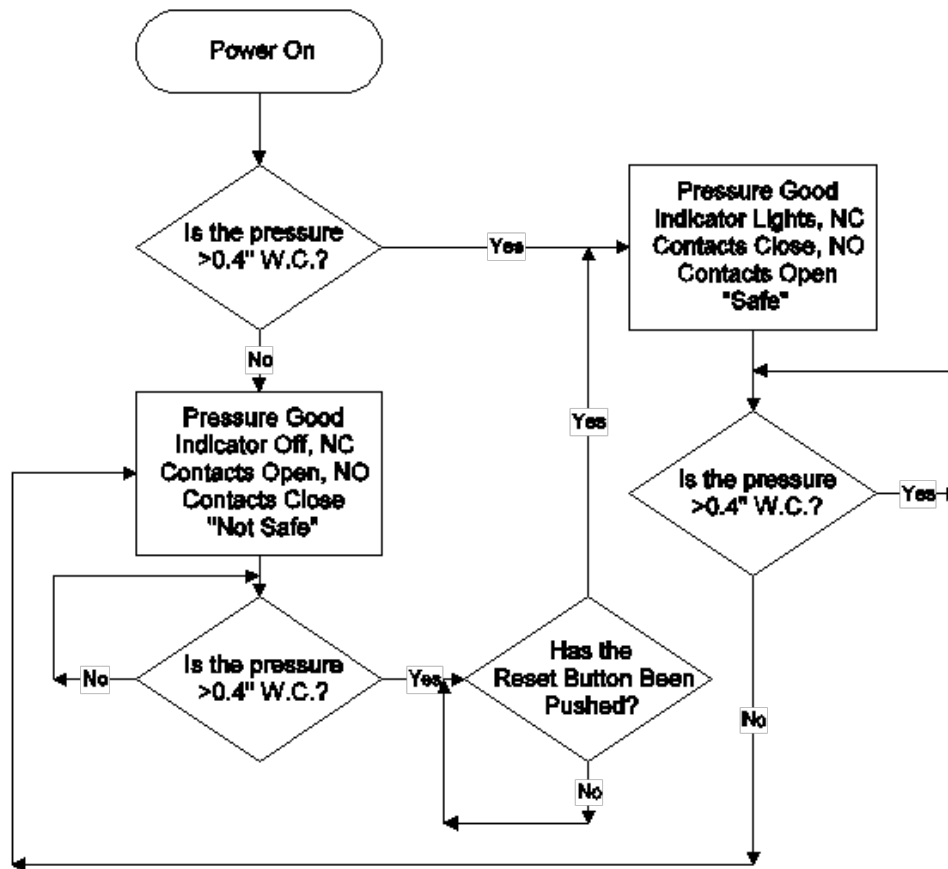 Power On
Is the pressure
>0.4" W.C.?
Yes
No
Pressure Good
Indicator Lights, NC
Contacts Close, NO
Contacts Open
"Safe"
Pressure Good
Indicator Off, NC
Contacts Open, NO
Contacts Close
"Not Safe"
Yes
Is the pressure
>0.4" W.C.?
Yes
Is the pressure
>0.4" W.C.?
No
Yes
Has the
Reset Button Been
Pushed?
No
No